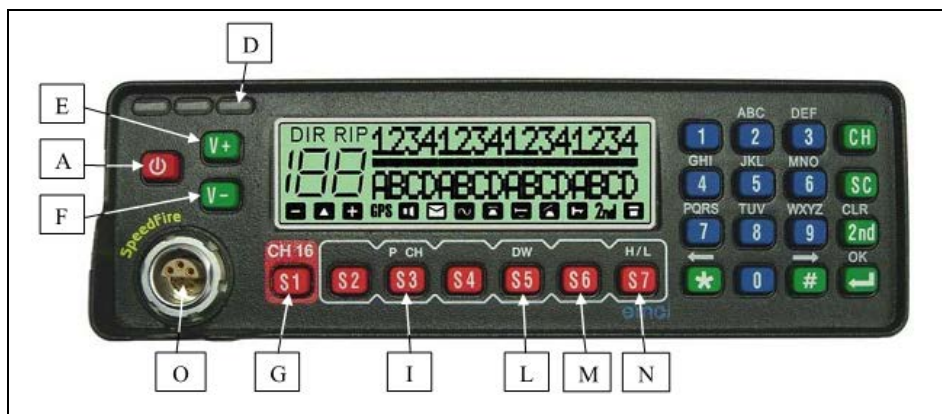 D
E
A
F
V+
V-
SpeedFire
DIR RIP 1234123412341234
188 ABCDABCDABCDABCD
GPS 2nd
CH 16
P CH
DW
H/L
S1 S2 S3 S4 S5 S6 S7
emci
ABC DEF
1 2 3 CH
GHI JKL MNO
4 5 6 SC
PQRS TUV WXYZ CLR
7 8 9 2nd
← → OK
* 0 #
O G I L M N